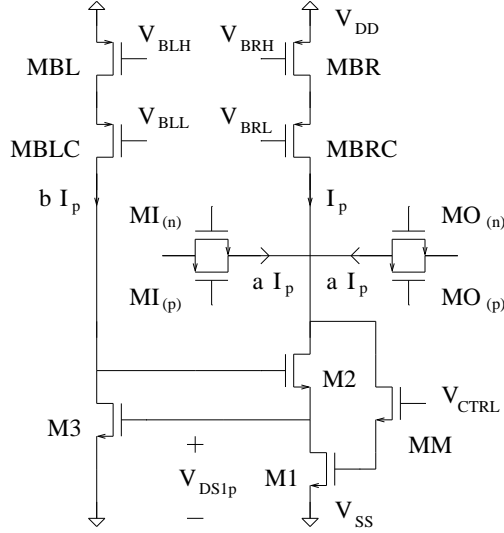 V_BLH V_BRH V_DD
MBL MBR
V_BLL V_BRL
MBLC MBRC
b I_p I_p
MI_(n) MO_(n)
MI_(p) a I_p a I_p MO_(p)
M2
M3 V_CTRL
+ MM
V_DS1p M1
− V_SS